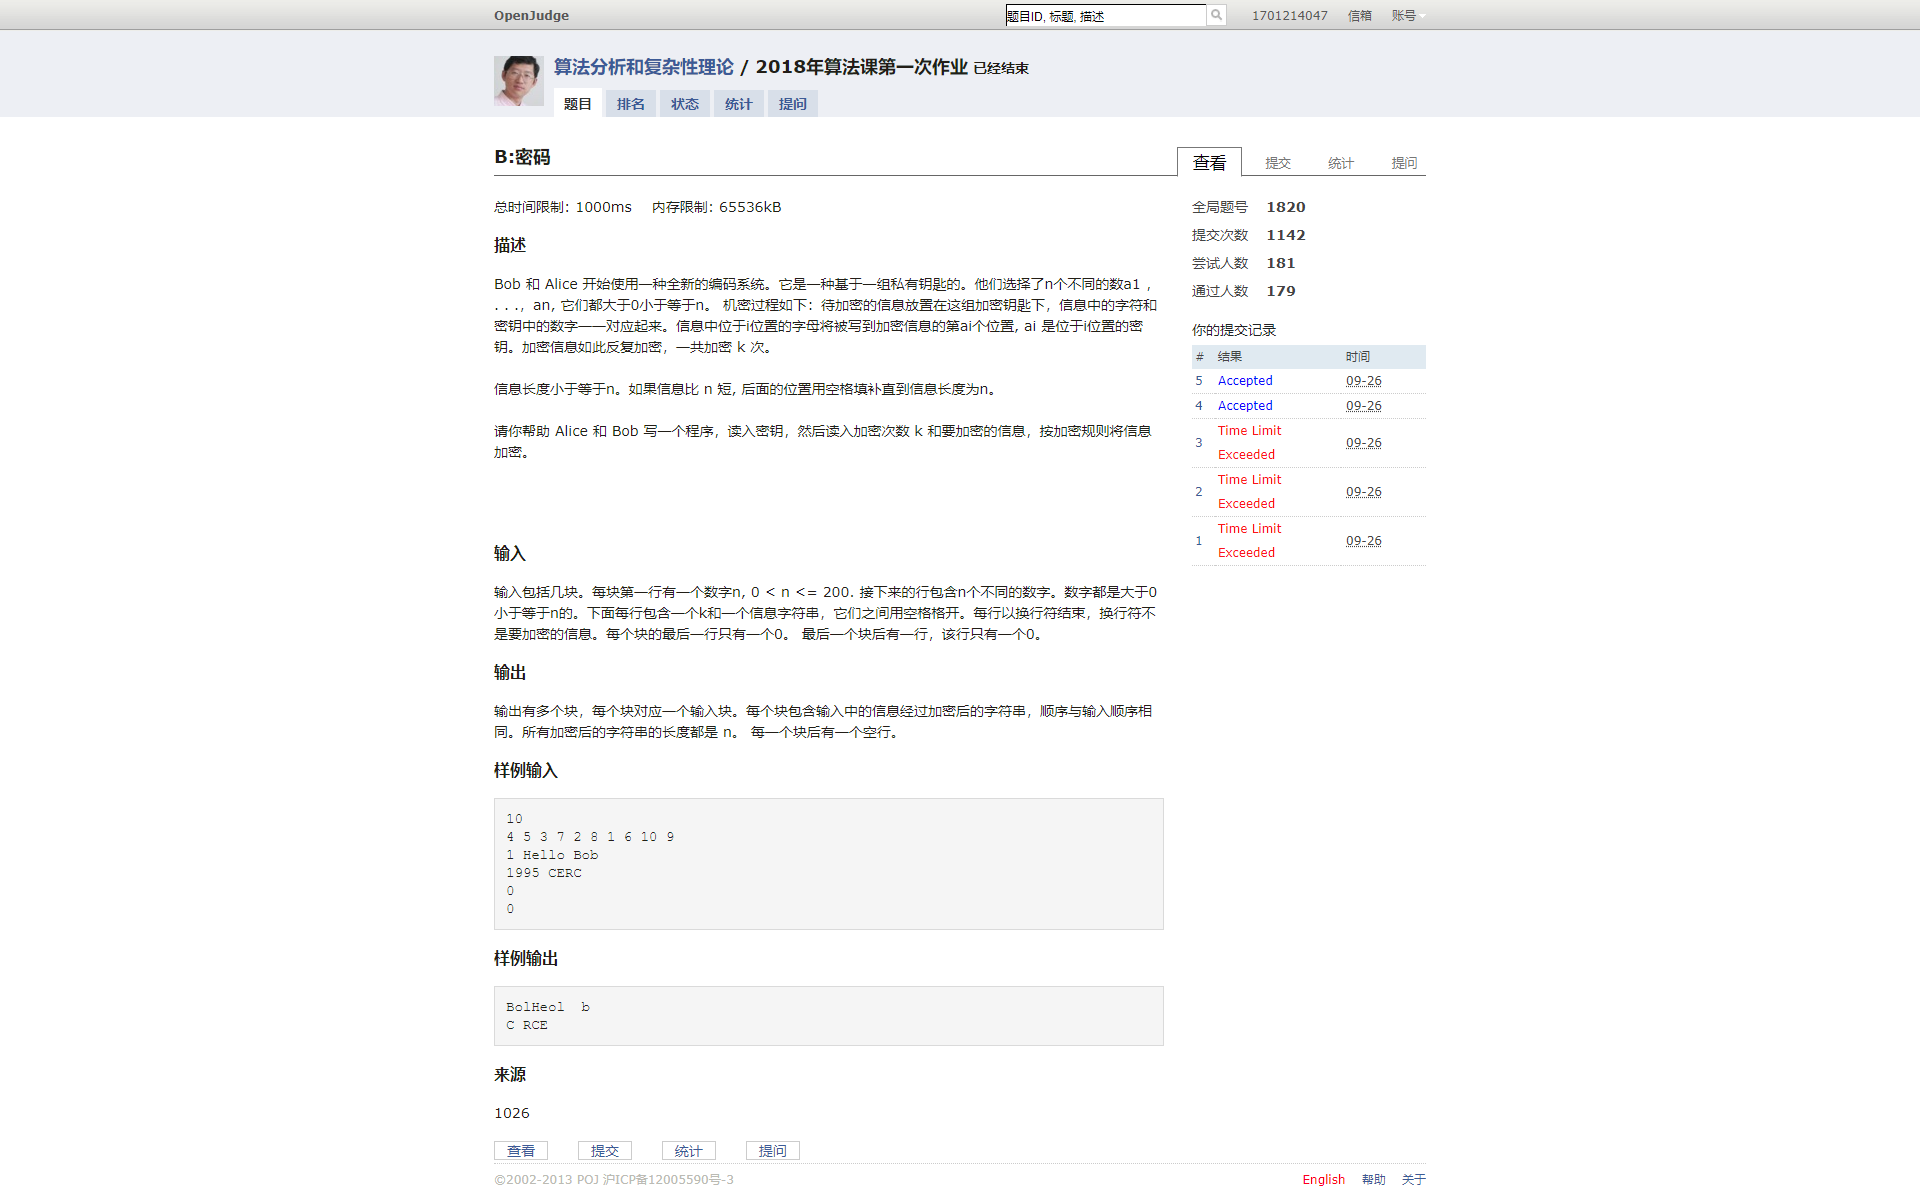 OpenJudge
题目ID, 标题, 描述
1701214047 信箱 账号
算法分析和复杂性理论 / 2018年算法课第一次作业 已经结束
题目 排名 状态 统计 提问
B:密码
查看 提交 统计 提问
总时间限制: 1000ms 内存限制: 65536kB
描述
Bob 和 Alice 开始使用一种全新的编码系统。它是一种基于一组私有钥匙的。他们选择了n个不同的数a1 ,
. . ., an, 它们都大于0小于等于n。 机密过程如下：待加密的信息放置在这组加密钥匙下，信息中的字符和
密钥中的数字一一对应起来。信息中位于i位置的字母将被写到加密信息的第ai个位置, ai 是位于i位置的密
钥。加密信息如此反复加密，一共加密 k 次。
信息长度小于等于n。如果信息比 n 短, 后面的位置用空格填补直到信息长度为n。
请你帮助 Alice 和 Bob 写一个程序，读入密钥，然后读入加密次数 k 和要加密的信息，按加密规则将信息
加密。
输入
输入包括几块。每块第一行有一个数字n, 0 < n <= 200. 接下来的行包含n个不同的数字。数字都是大于0
小于等于n的。下面每行包含一个k和一个信息字符串，它们之间用空格格开。每行以换行符结束，换行符不
是要加密的信息。每个块的最后一行只有一个0。 最后一个块后有一行，该行只有一个0。
输出
输出有多个块，每个块对应一个输入块。每个块包含输入中的信息经过加密后的字符串，顺序与输入顺序相
同。所有加密后的字符串的长度都是 n。 每一个块后有一个空行。
样例输入
10
4 5 3 7 2 8 1 6 10 9
1 Hello Bob
1995 CERC
0
0
样例输出
BolHeol  b
C RCE
来源
1026
查看 提交 统计 提问
全局题号 1820
提交次数 1142
尝试人数 181
通过人数 179
你的提交记录
# 结果 时间
5 Accepted 09-26
4 Accepted 09-26
3 Time Limit Exceeded 09-26
2 Time Limit Exceeded 09-26
1 Time Limit Exceeded 09-26
©2002-2013 POJ 沪ICP备12005590号-3
English 帮助 关于